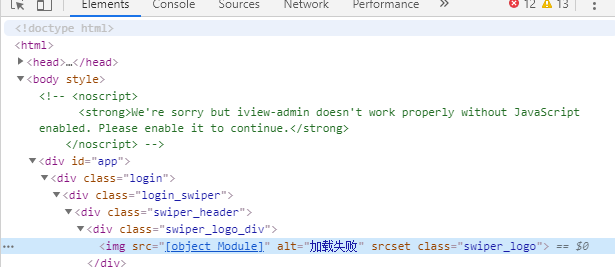 Elements Console Sources Network Performance » 12 13
<!doctype html>
<html>
<head>…</head>
<body style>
<!-- <noscript>
<strong>We're sorry but iview-admin doesn't work properly without JavaScript
enabled. Please enable it to continue.</strong>
</noscript> -->
<div id="app">
<div class="login">
<div class="login_swiper">
<div class="swiper_header">
<div class="swiper_logo_div">
… <img src="[object Module]" alt="加载失败" srcset class="swiper_logo"> == $0
</div>